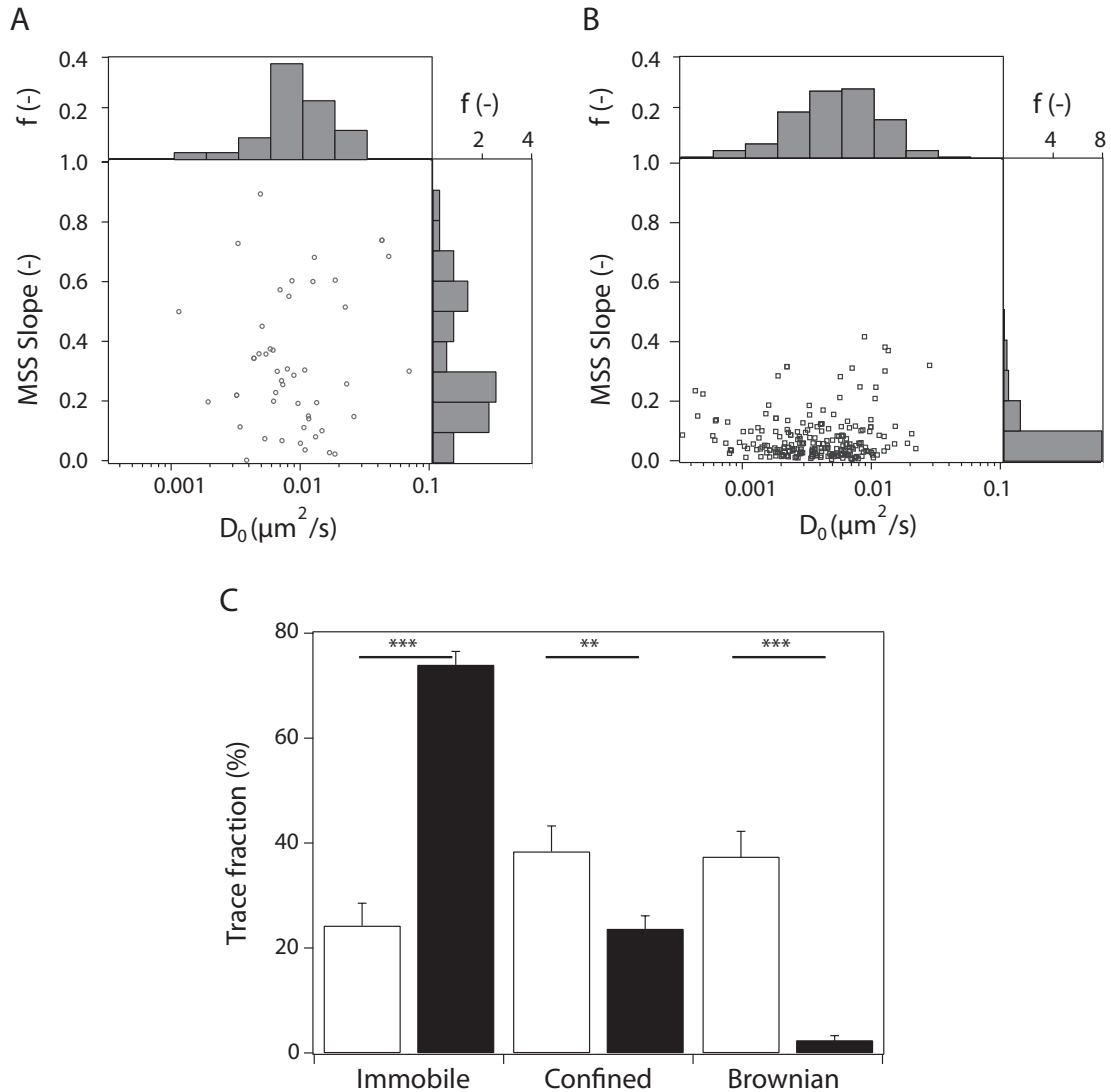 A
B
0.4
0.2
f (-)
f (-)
2
4
1.0
0.8
0.6
0.4
0.2
0.0
MSS Slope (-)
0.001
0.01
0.1
D0 (µm2/s)
0.4
0.2
f (-)
f (-)
4
8
1.0
0.8
0.6
0.4
0.2
0.0
MSS Slope (-)
0.001
0.01
0.1
D0 (µm2/s)
C
80
60
40
20
0
Trace fraction (%)
***
**
***
Immobile
Confined
Brownian